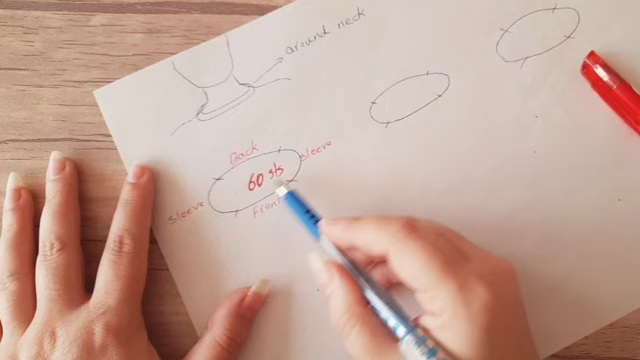 around neck
Back
sleeve
60 sts
sleeve
Front